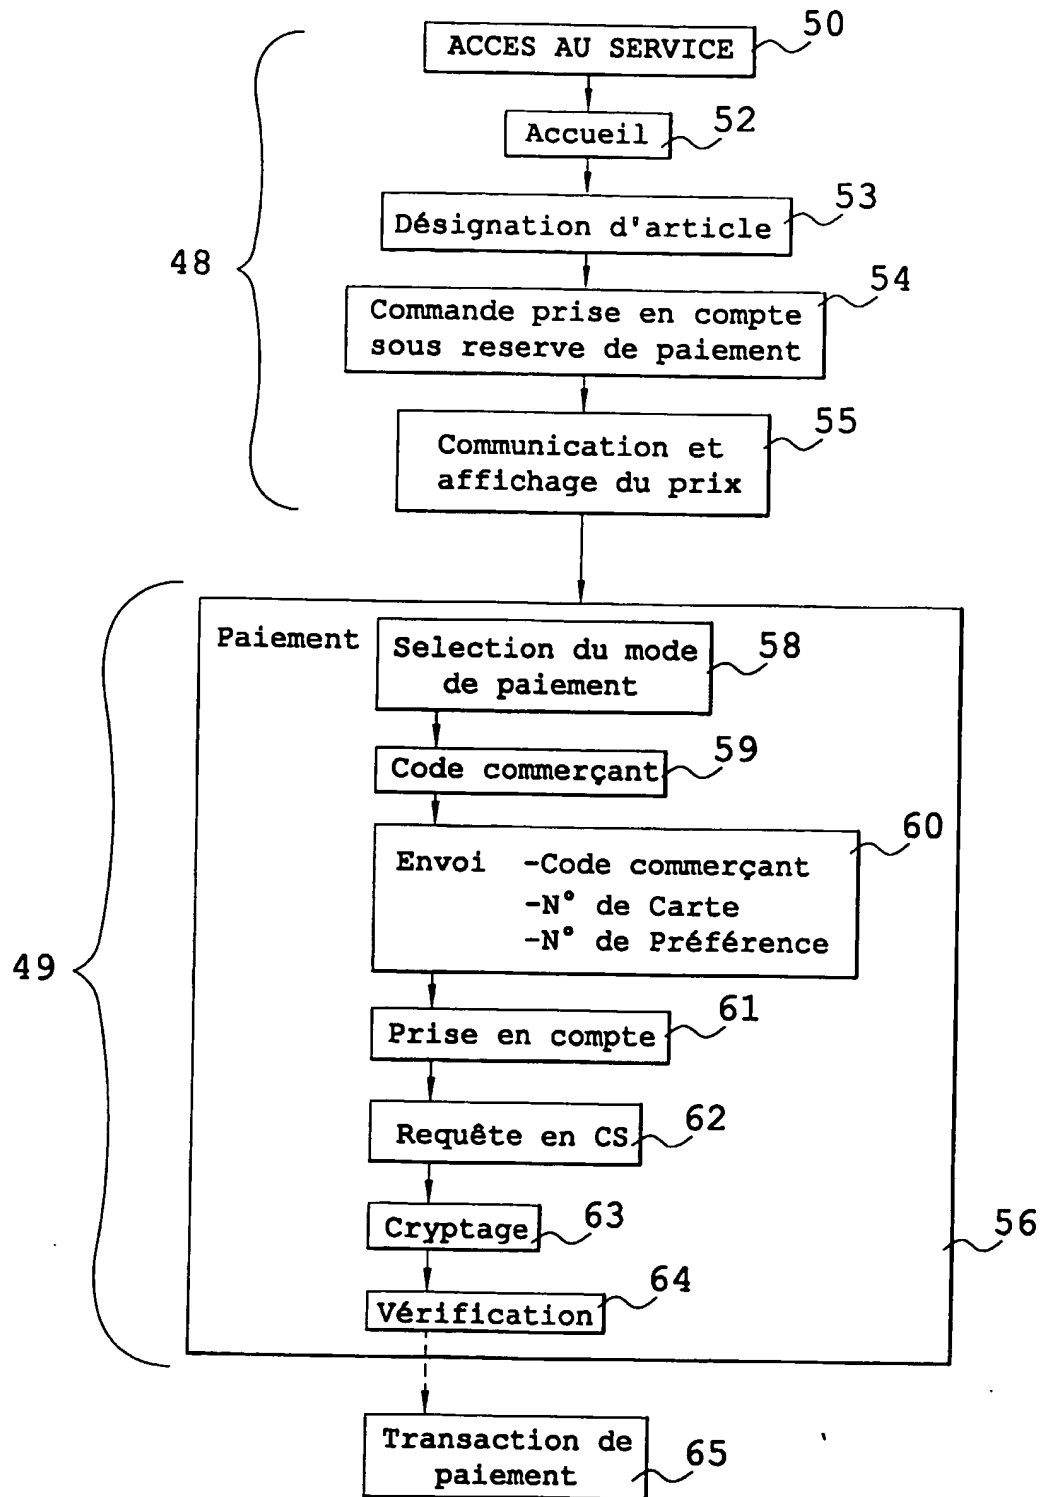 50
ACCES AU SERVICE
52
Accueil
53
Désignation d'article
54
Commande prise en compte
sous reserve de paiement
48
55
Communication et
affichage du prix
Paiement
58
Selection du mode
de paiement
59
Code commerçant
60
Envoi -Code commerçant
-N° de Carte
-N° de Préférence
49
61
Prise en compte
62
Requête en CS
63
Cryptage
56
64
Vérification
Transaction de
paiement
65